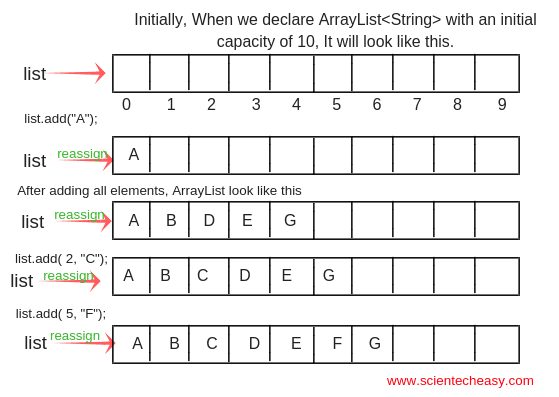 Initially, When we declare ArrayList<String> with an initial
capacity of 10, It will look like this.
list
0 1 2 3 4 5 6 7 8 9
list.add("A");
list reassign A
After adding all elements, ArrayList look like this
list reassign A B D E G
list.add( 2, "C");
list reassign A B C D E G
list.add( 5, "F");
list reassign A B C D E F G
www.scientecheasy.com